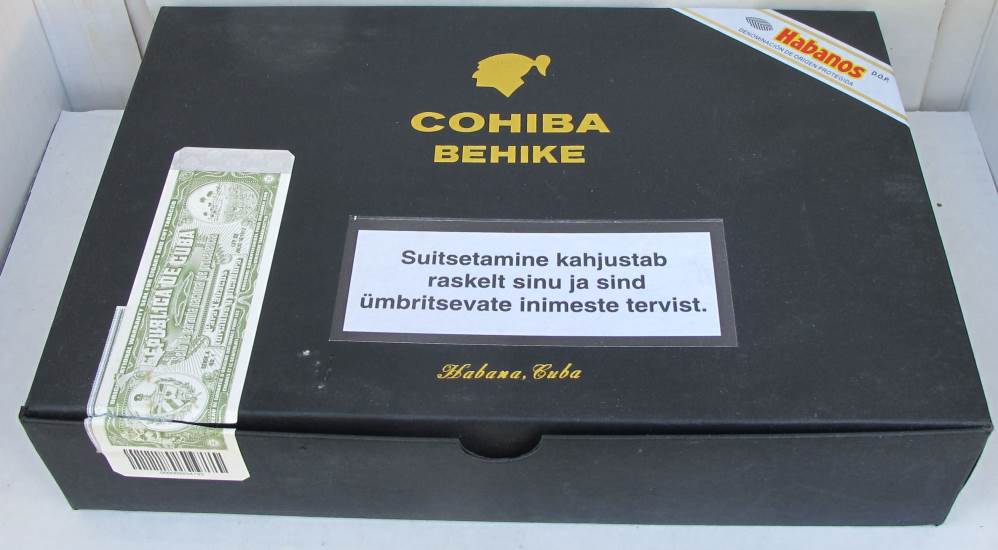 Habanos
DENOMINACIÓN DE ORIGEN PROTEGIDA
D.O.P.
COHIBA
BEHIKE
REPUBLICA DE CUBA
Suitsetamine kahjustab
raskelt sinu ja sind
ümbritsevate inimeste tervist.
Habana, Cuba